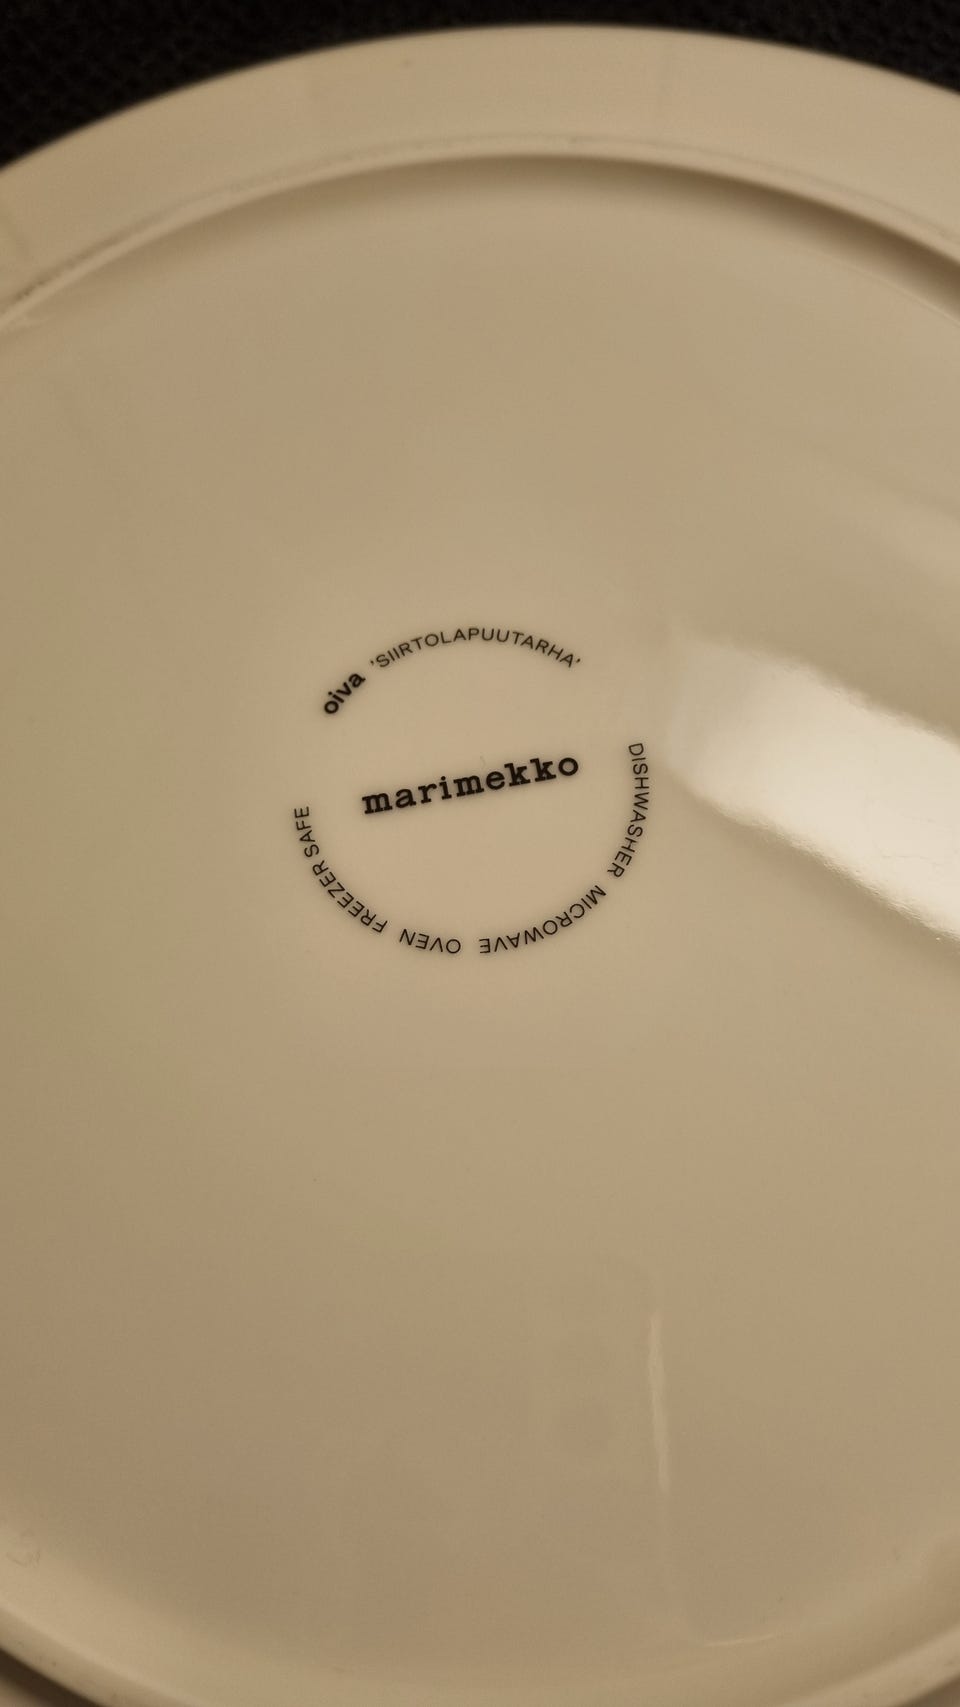 oiva 'SIIRTOLAPUUTARHA'
marimekko
DISHWASHER MICROWAVE OVEN FREEZER SAFE